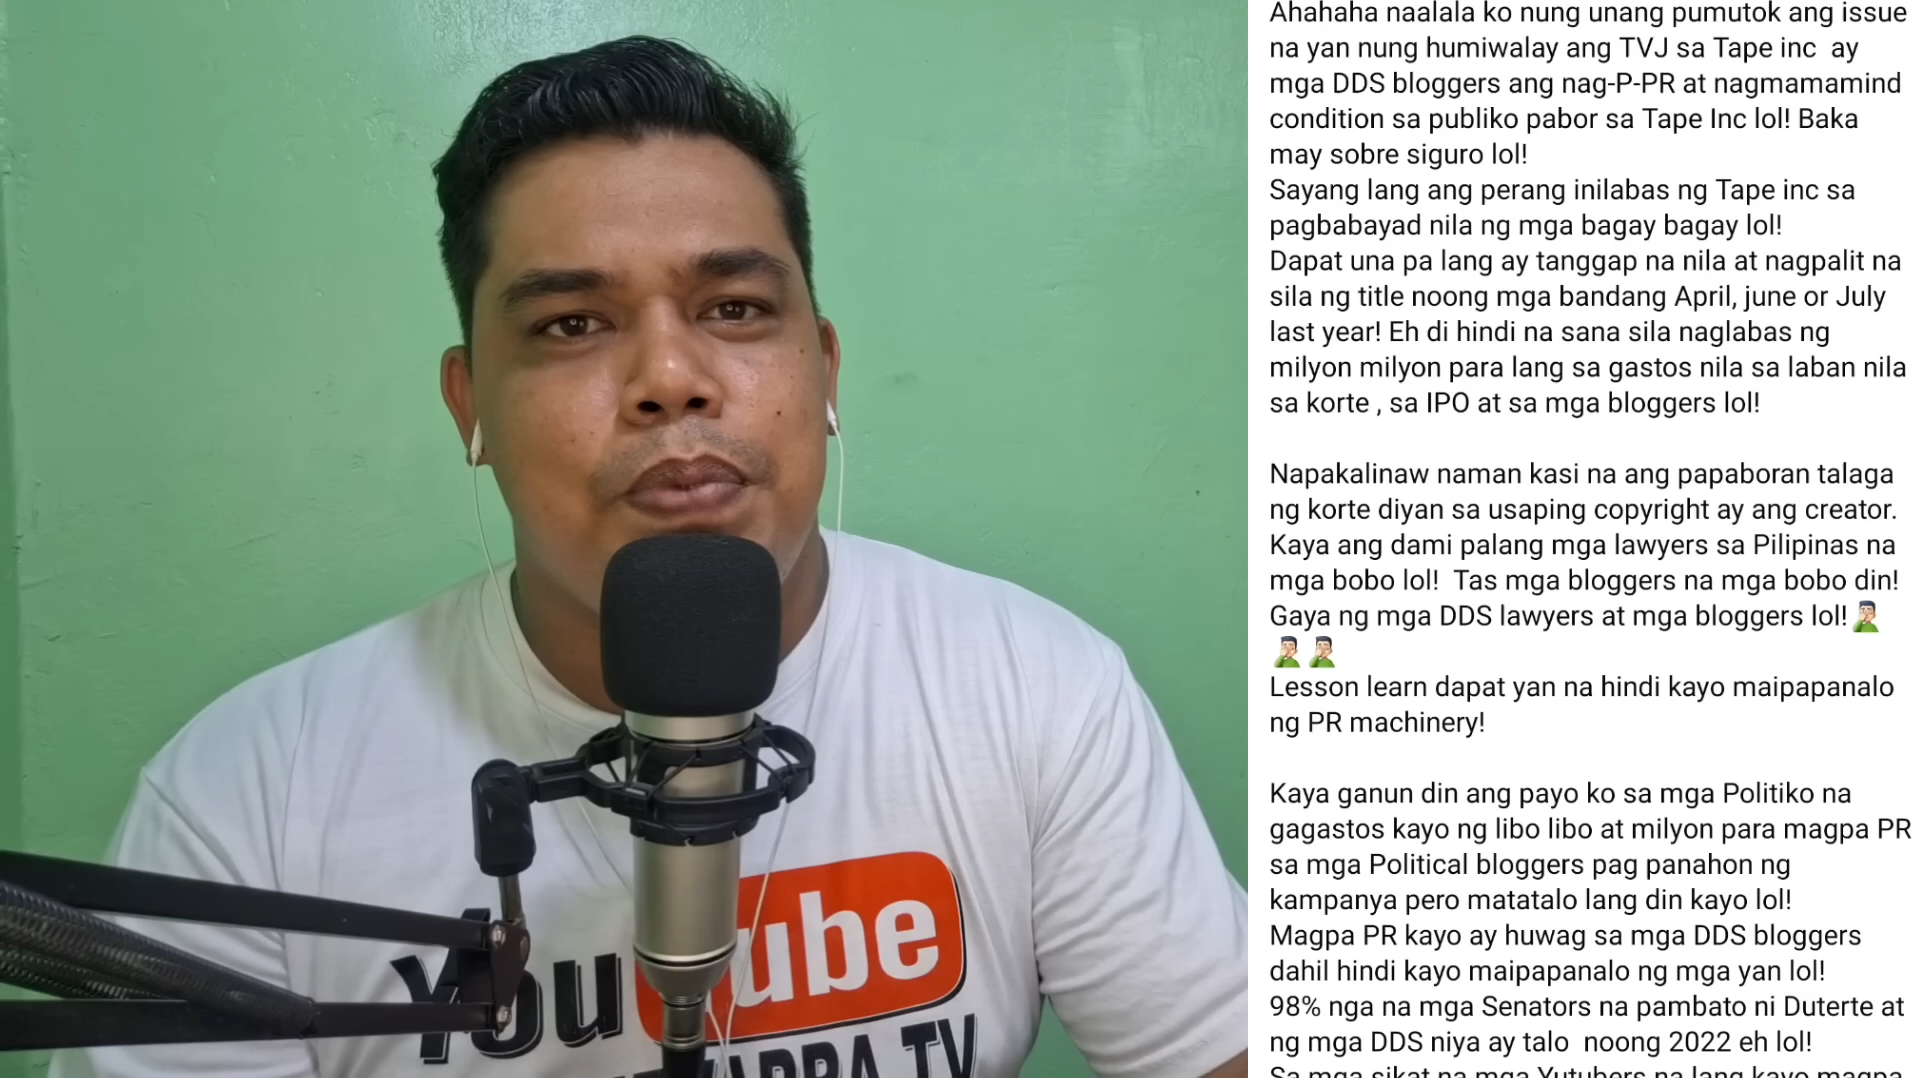 Ahahaha naalala ko nung unang pumutok ang issue
na yan nung humiwalay ang TVJ sa Tape inc ay
mga DDS bloggers ang nag-P-PR at nagmamamind
condition sa publiko pabor sa Tape Inc lol! Baka
may sobre siguro lol!
Sayang lang ang perang inilabas ng Tape inc sa
pagbabayad nila ng mga bagay bagay lol!
Dapat una pa lang ay tanggap na nila at nagpalit na
sila ng title noong mga bandang April, june or July
last year! Eh di hindi na sana sila naglabas ng
milyon milyon para lang sa gastos nila sa laban nila
sa korte , sa IPO at sa mga bloggers lol!
Napakalinaw naman kasi na ang papaboran talaga
ng korte diyan sa usaping copyright ay ang creator.
Kaya ang dami palang mga lawyers sa Pilipinas na
mga bobo lol! Tas mga bloggers na mga bobo din!
Gaya ng mga DDS lawyers at mga bloggers lol!🤦🏻‍♂️
🤦🏻‍♂️🤦🏻‍♂️
Lesson learn dapat yan na hindi kayo maipapanalo
ng PR machinery!
Kaya ganun din ang payo ko sa mga Politiko na
gagastos kayo ng libo libo at milyon para magpa PR
sa mga Political bloggers pag panahon ng
kampanya pero matatalo lang din kayo lol!
Magpa PR kayo ay huwag sa mga DDS bloggers
dahil hindi kayo maipapanalo ng mga yan lol!
98% nga na mga Senators na pambato ni Duterte at
ng mga DDS niya ay talo noong 2022 eh lol!
Sa mga sikat na mga Yutubers na lang kayo magpa
YouTube
TV